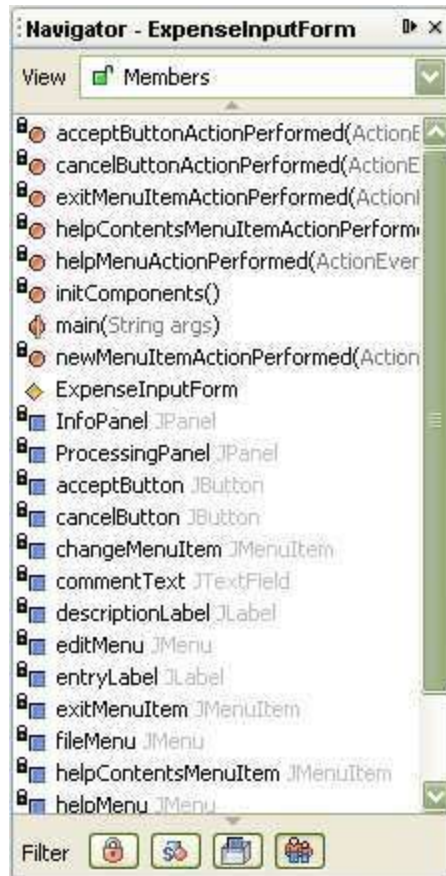 Navigator - ExpenseInputForm
View Members
acceptButtonActionPerformed(ActionE
cancelButtonActionPerformed(ActionE
exitMenuItemActionPerformed(Action
helpContentsMenuItemActionPerform
helpMenuActionPerformed(ActionEver
initComponents()
main(String args)
newMenuItemActionPerformed(Action
ExpenseInputForm
InfoPanel JPanel
ProcessingPanel JPanel
acceptButton JButton
cancelButton JButton
changeMenuItem JMenuItem
commentText JTextField
descriptionLabel JLabel
editMenu JMenu
entryLabel JLabel
exitMenuItem JMenuItem
fileMenu JMenu
helpContentsMenuItem JMenuItem
helpMenu JMenu
Filter